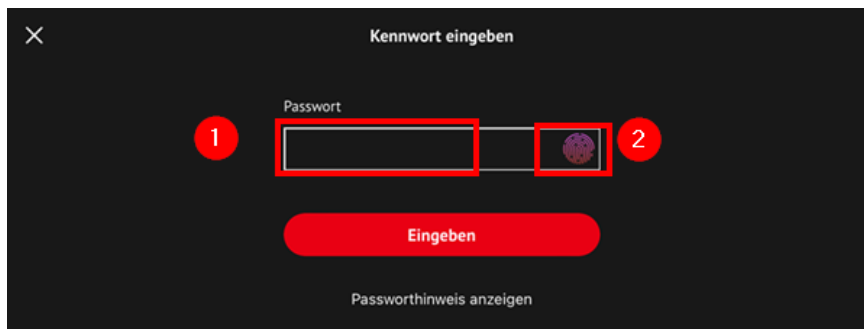 Kennwort eingeben
Passwort
1
2
Eingeben
Passworthinweis anzeigen